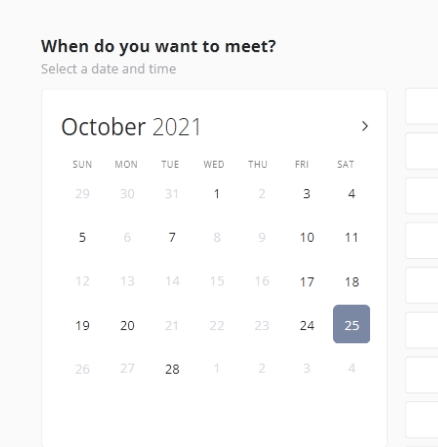 When do you want to meet?
Select a date and time
October 2021
SUN MON TUE WED THU FRI SAT
29 30 31 1 2 3 4
5 6 7 8 9 10 11
12 13 14 15 16 17 18
19 20 21 22 23 24 25
26 27 28 1 2 3 4